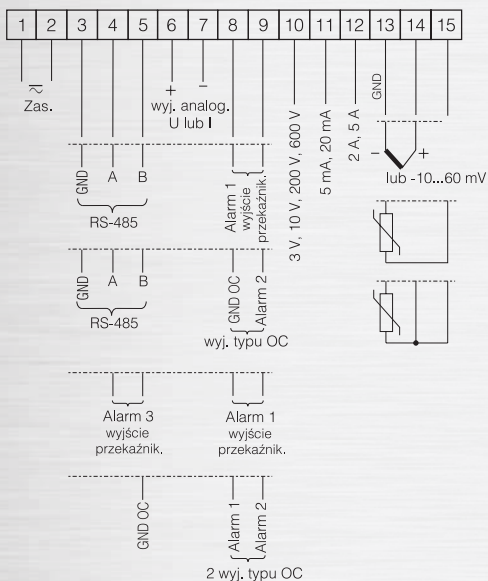 1 2 3 4 5 6 7 8 9 10 11 12 13 14 15
Zas.
+ -
wyj. analog.
U lub I
3 V, 10 V, 200 V, 600 V
5 mA, 20 mA
2 A, 5 A
GND
- +
lub -10...60 mV
GND A B
RS-485
Alarm 1
wyjście
przekaźnik.
GND A B
RS-485
GND OC
Alarm 2
wyj. typu OC
Alarm 3
wyjście
przekaźnik.
Alarm 1
wyjście
przekaźnik.
GND OC
Alarm 1
Alarm 2
2 wyj. typu OC